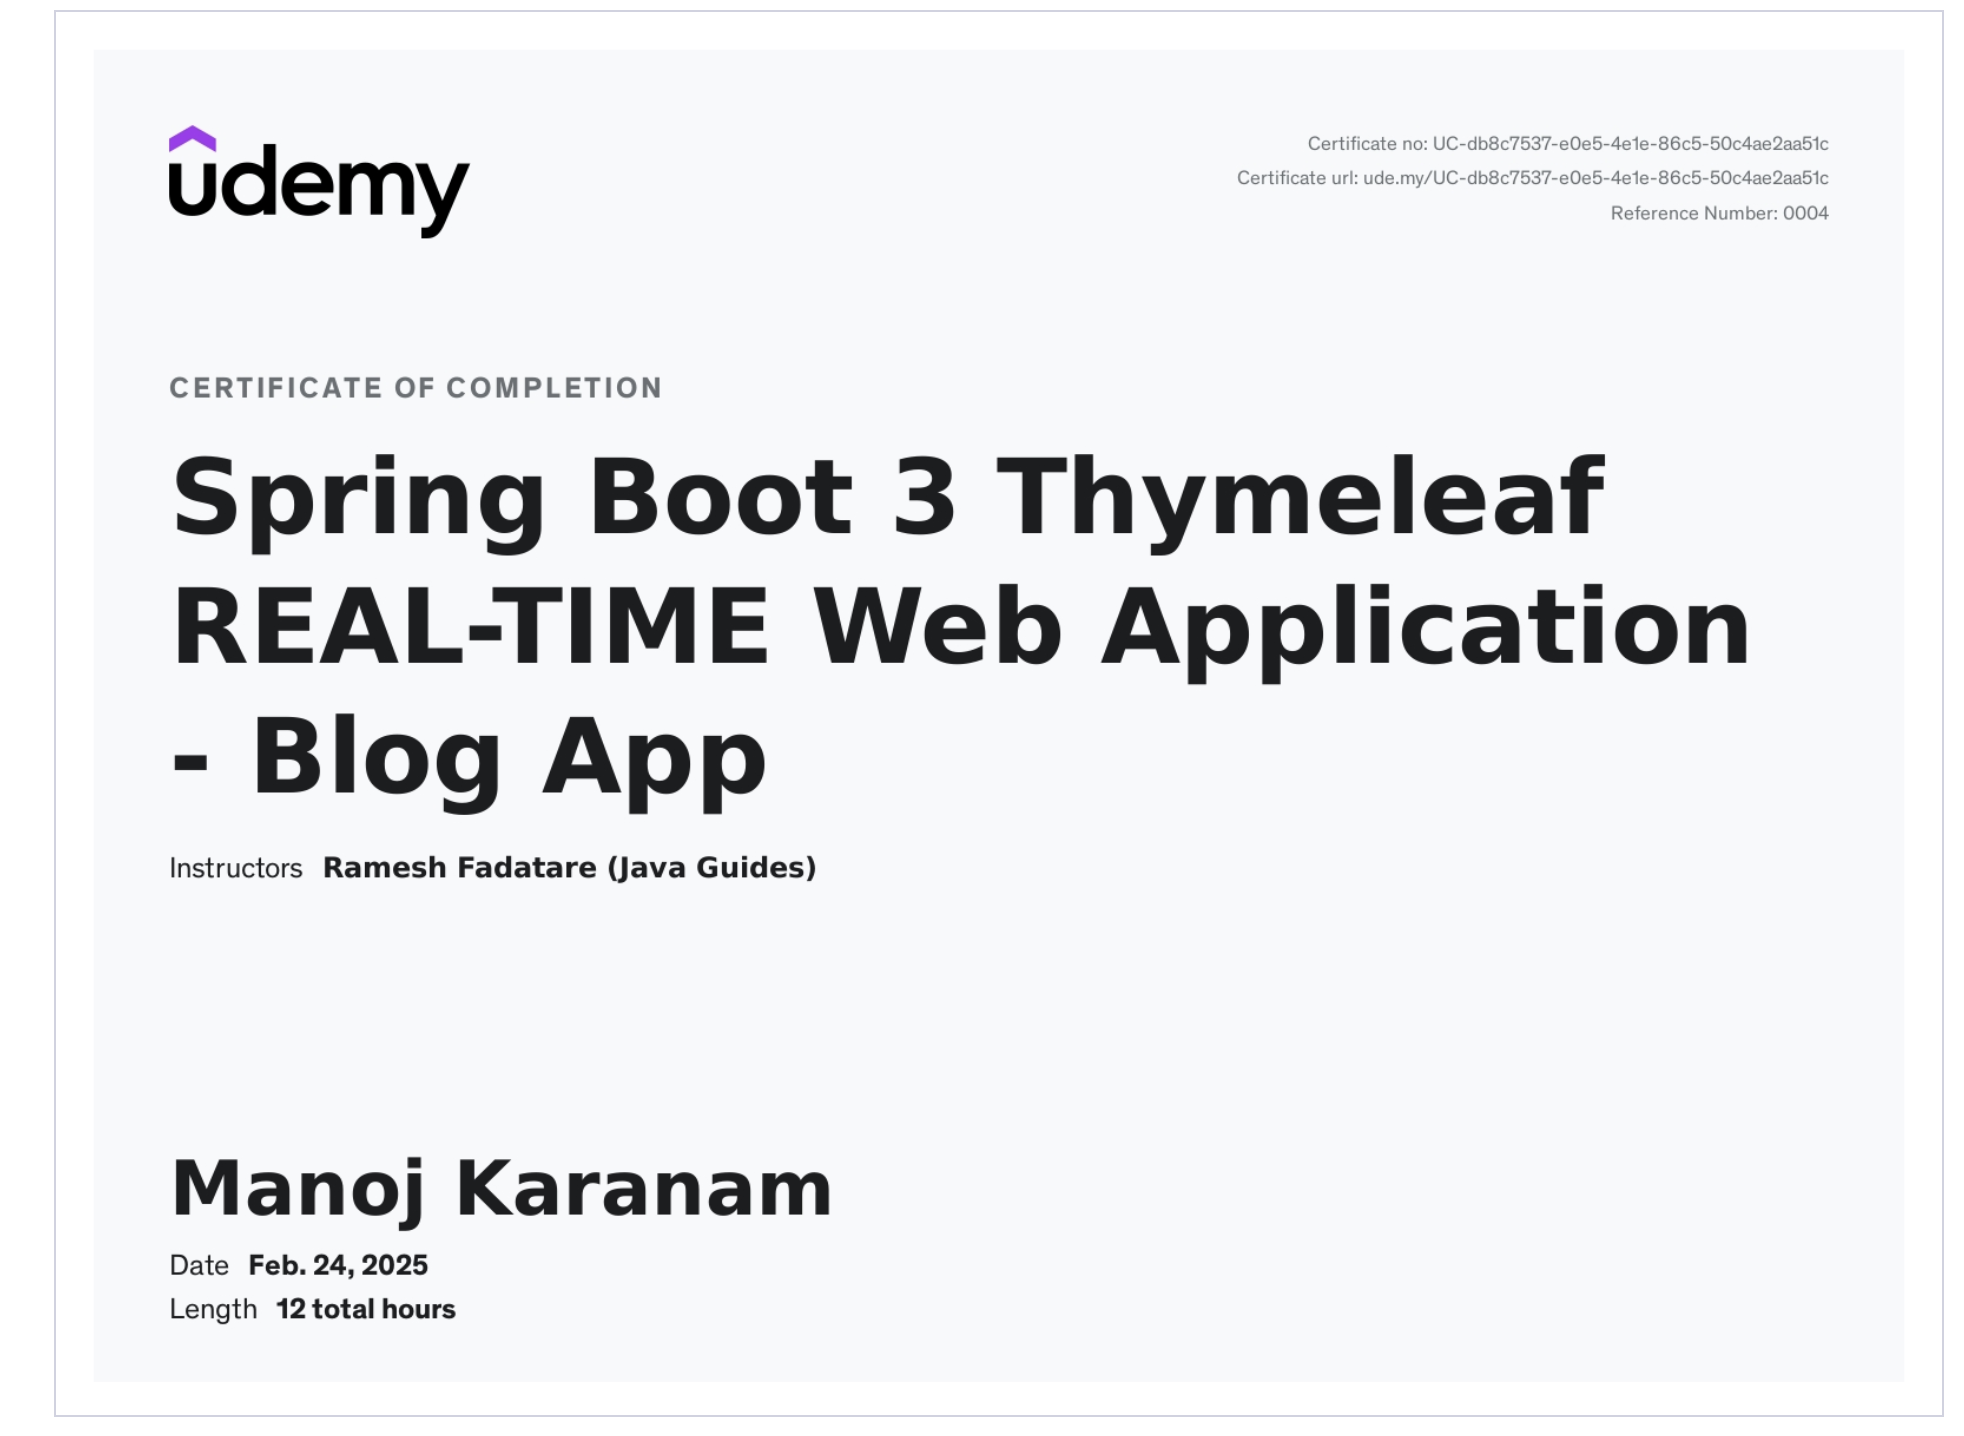 udemy
Certificate no: UC-db8c7537-e0e5-4e1e-86c5-50c4ae2aa51c
Certificate url: ude.my/UC-db8c7537-e0e5-4e1e-86c5-50c4ae2aa51c
Reference Number: 0004
CERTIFICATE OF COMPLETION
Spring Boot 3 Thymeleaf
REAL-TIME Web Application
- Blog App
Instructors Ramesh Fadatare (Java Guides)
Manoj Karanam
Date Feb. 24, 2025
Length 12 total hours